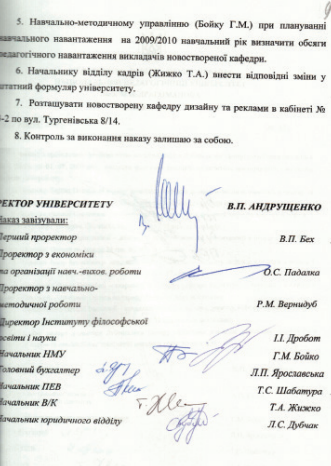 5. Навчально-методичному управлінню (Бойку Г.М.) при плануванні
навчального навантаження на 2009/2010 навчальний рік визначити обсяги
педагогічного навантаження викладачів новоствореної кафедри.
6. Начальнику відділу кадрів (Жижко Т.А.) внести відповідні зміни у
штатний формуляр університету.
7. Розташувати новостворену кафедру дизайну та реклами в кабінеті №
-2 по вул. Тургенівська 8/14.
8. Контроль за виконання наказу залишаю за собою.
РЕКТОР УНІВЕРСИТЕТУ В.П. АНДРУЩЕНКО
Наказ завізували:
Перший проректор В.П. Бех
Проректор з економіки
та організації навч.-вихов. роботи О.С. Падалка
Проректор з навчально-
методичної роботи Р.М. Вернидуб
Директор Інституту філософської
освіти і науки І.І. Дробот
Начальник НМУ Г.М. Бойко
Головний бухгалтер Л.П. Ярославська
Начальник ПЕВ Т.С. Шабатура
Начальник В/К Т.А. Жижко
Начальник юридичного відділу Л.С. Дубчак